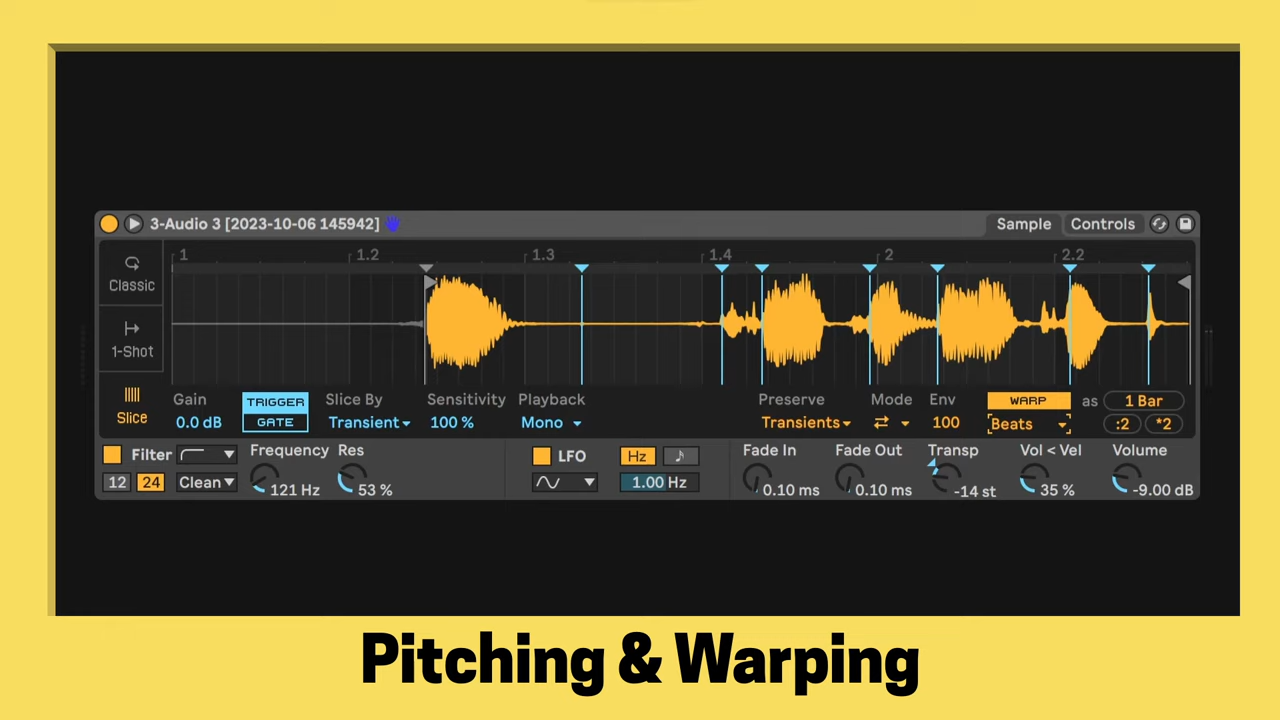 3-Audio 3 [2023-10-06 145942]
Sample Controls
1 1.2 1.3 1.4 2 2.2
Classic
1-Shot
Slice
Gain TRIGGER Slice By Sensitivity Playback Preserve Mode Env WARP as 1 Bar
0.0 dB GATE Transient 100 % Mono Transients 100 Beats :2 *2
Filter Frequency Res LFO Hz Fade In Fade Out Transp Vol < Vel Volume
12 24 Clean 121 Hz 53 % 1.00 Hz 0.10 ms 0.10 ms -14 st 35 % -9.00 dB
Pitching & Warping